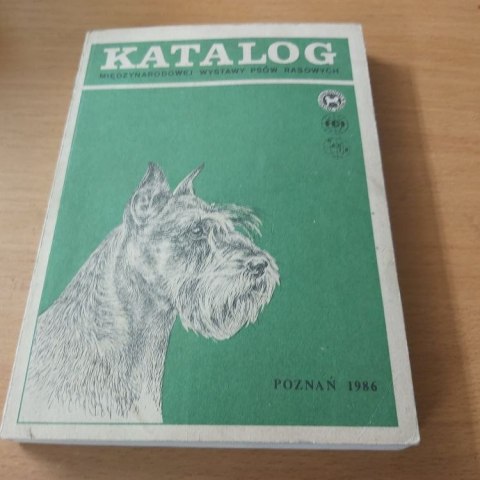 KATALOG
MIĘDZYNARODOWEJ WYSTAWY PSÓW RASOWYCH
POZNAŃ 1986